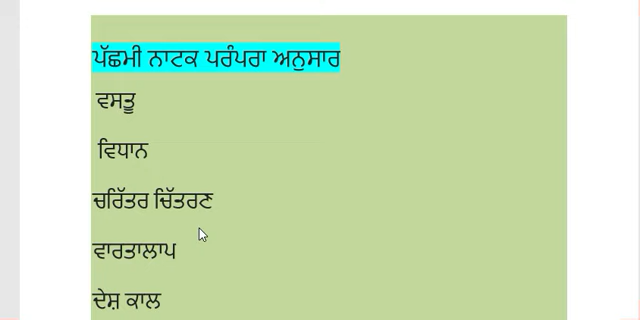 ਪੱਛਮੀ ਨਾਟਕ ਪਰੰਪਰਾ ਅਨੁਸਾਰ
ਵਸਤੂ
ਵਿਧਾਨ
ਚਰਿੱਤਰ ਚਿੱਤਰਣ
ਵਾਰਤਾਲਾਪ
ਦੇਸ਼ ਕਾਲ